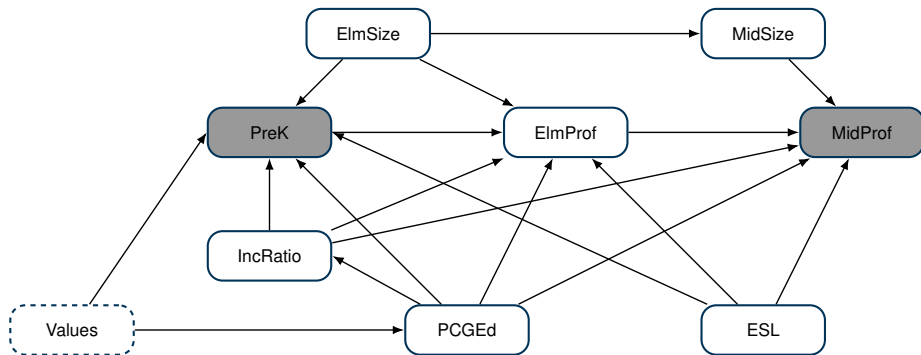 ElmSize
MidSize
PreK
ElmProf
MidProf
IncRatio
Values
PCGEd
ESL